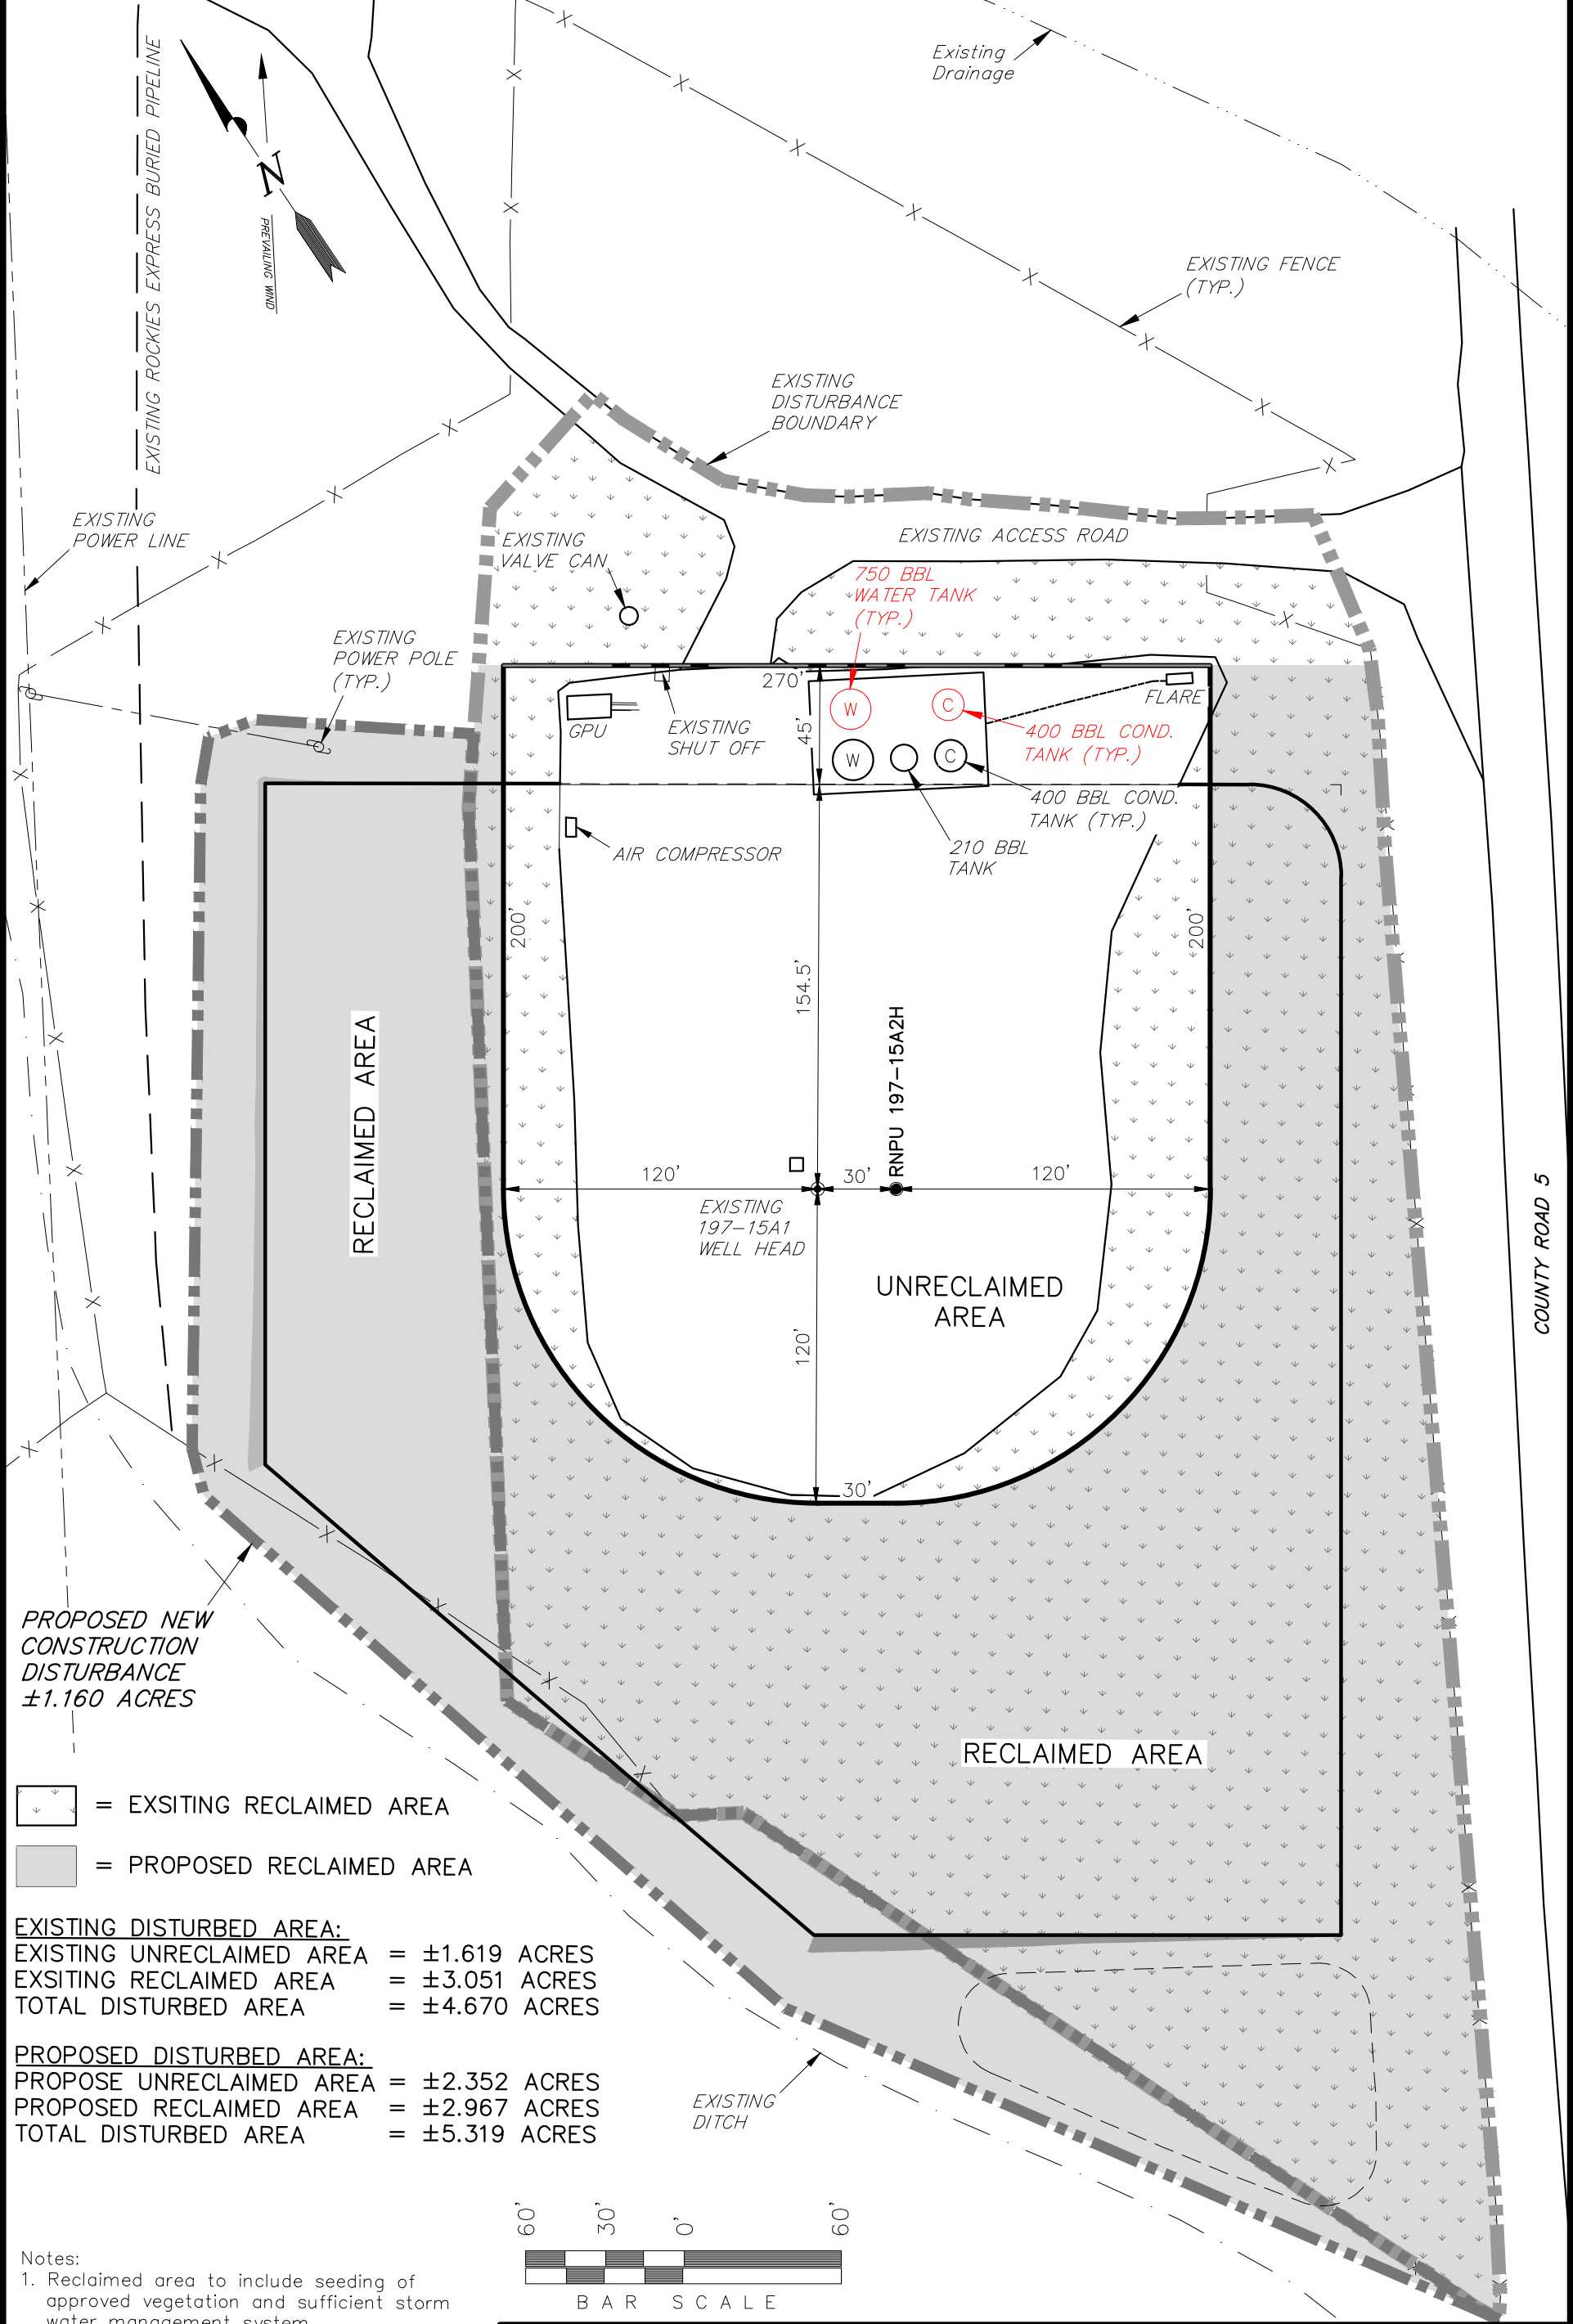 Existing
Drainage
EXISTING ROCKIES EXPRESS BURIED PIPELINE
N
PREVAILING WIND
EXISTING FENCE
(TYP.)
EXISTING
DISTURBANCE
BOUNDARY
EXISTING
POWER LINE
EXISTING
VALVE CAN
EXISTING ACCESS ROAD
750 BBL
WATER TANK
(TYP.)
EXISTING
POWER POLE
(TYP.)
270'
45'
W
C
FLARE
GPU
EXISTING
SHUT OFF
400 BBL COND.
TANK (TYP.)
W
C
400 BBL COND.
TANK (TYP.)
210 BBL
TANK
AIR COMPRESSOR
200'
200'
154.5'
RNPU 197-15A2H
RECLAIMED AREA
120'
30'
120'
EXISTING
197-15A1
WELL HEAD
UNRECLAIMED
AREA
COUNTY ROAD 5
120'
30'
PROPOSED NEW
CONSTRUCTION
DISTURBANCE
±1.160 ACRES
RECLAIMED AREA
= EXSITING RECLAIMED AREA
= PROPOSED RECLAIMED AREA
EXISTING DISTURBED AREA:
EXISTING UNRECLAIMED AREA = ±1.619 ACRES
EXSITING RECLAIMED AREA = ±3.051 ACRES
TOTAL DISTURBED AREA = ±4.670 ACRES
PROPOSED DISTURBED AREA:
PROPOSE UNRECLAIMED AREA = ±2.352 ACRES
PROPOSED RECLAIMED AREA = ±2.967 ACRES
TOTAL DISTURBED AREA = ±5.319 ACRES
EXISTING
DITCH
60' 30' 0' 60'
BAR SCALE
Notes:
1. Reclaimed area to include seeding of
approved vegetation and sufficient storm
water management system